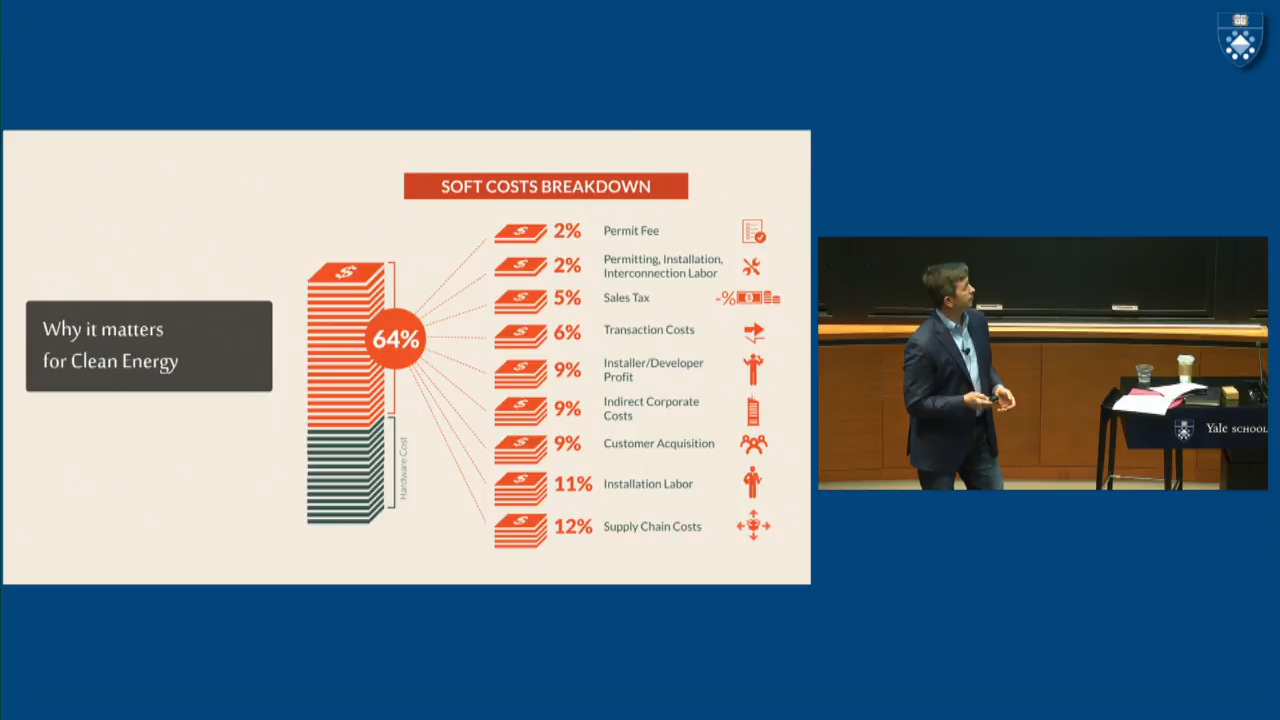 SOFT COSTS BREAKDOWN
Why it matters
for Clean Energy
64%
Hardware Cost
2% Permit Fee
2% Permitting, Installation,
Interconnection Labor
5% Sales Tax
-%
6% Transaction Costs
9% Installer/Developer
Profit
9% Indirect Corporate
Costs
9% Customer Acquisition
11% Installation Labor
12% Supply Chain Costs
Yale SCHOOL